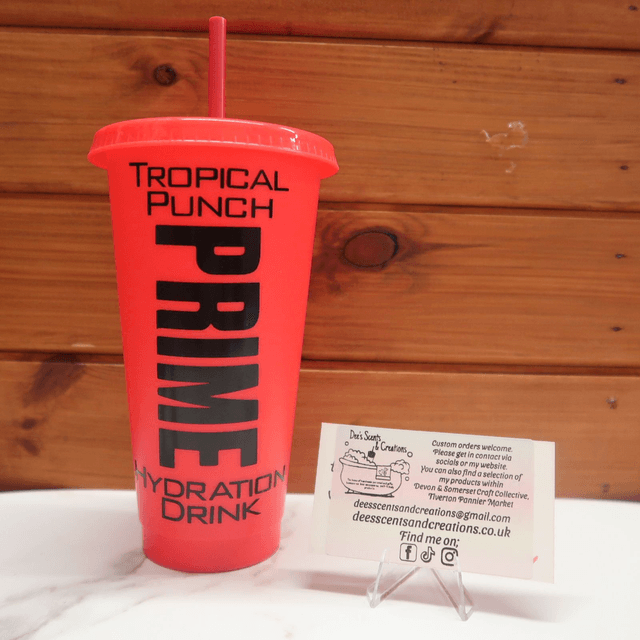 TROPICAL
PUNCH
PRIME
HYDRATION
DRINK
Dee's Scents
& Creations
Custom orders welcome.
Please get in contact via
socials or my website.
You can also find a selection of
my products within
Devon & Somerset Craft Collective,
Tiverton Pannier Market
deesscentsandcreations@gmail.com
deesscentsandcreations.co.uk
Find me on;